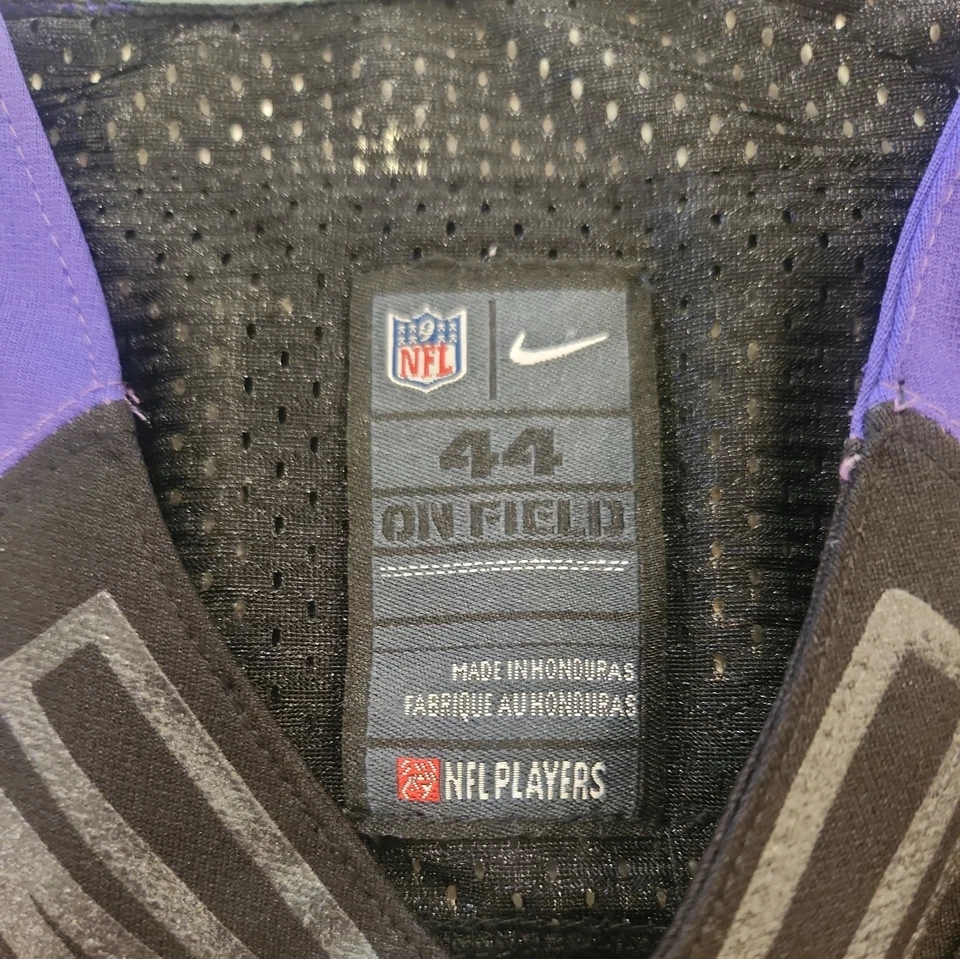 NFL
44
ON FIELD
MADE IN HONDURAS
FABRIQUE AU HONDURAS
NFL PLAYERS